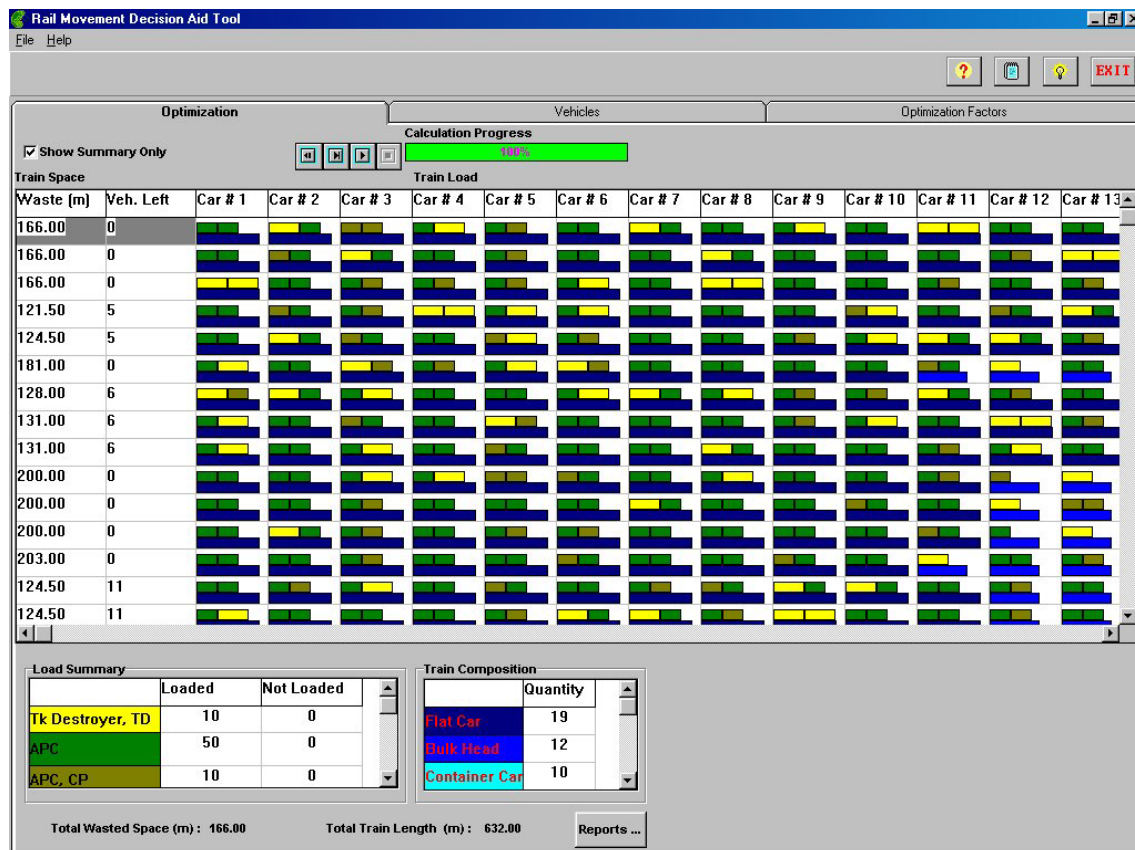 Rail Movement Decision Aid Tool
File Help
EXIT
Optimization Vehicles Optimization Factors
Calculation Progress
Show Summary Only 100%
Train Space Train Load
Waste (m) Veh. Left Car # 1 Car # 2 Car # 3 Car # 4 Car # 5 Car # 6 Car # 7 Car # 8 Car # 9 Car # 10 Car # 11 Car # 12 Car # 13
166.00 0
166.00 0
166.00 0
121.50 5
124.50 5
181.00 0
128.00 6
131.00 6
131.00 6
200.00 0
200.00 0
200.00 0
203.00 0
124.50 11
124.50 11
Load Summary Train Composition
Loaded Not Loaded Quantity
Tk Destroyer, TD 10 0 Flat Car 19
APC 50 0 Bulk Head 12
APC, CP 10 0 Container Car 10
Total Wasted Space (m) : 166.00 Total Train Length (m) : 632.00 Reports ...